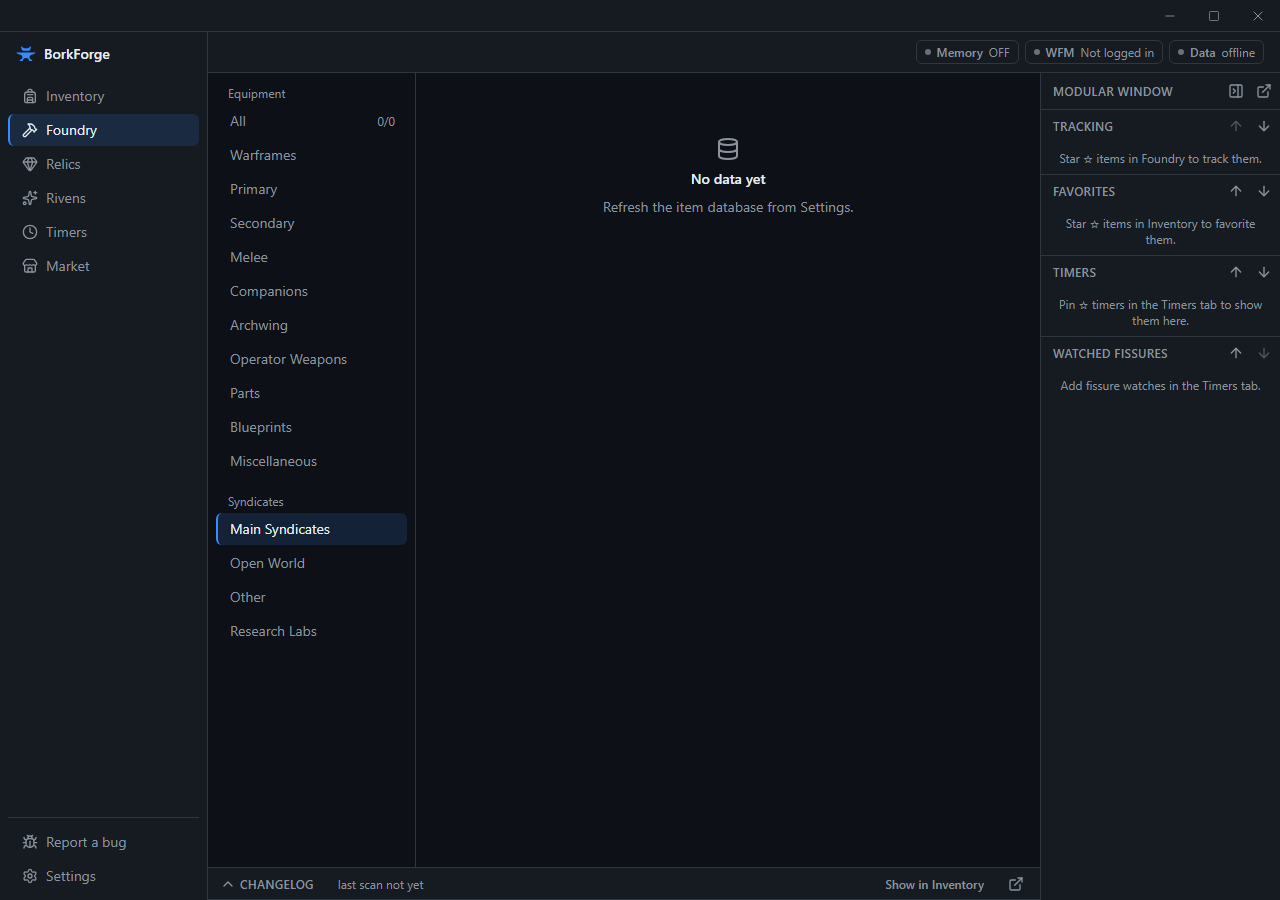 BorkForge
Inventory
Foundry
Relics
Rivens
Timers
Market
Report a bug
Settings
Memory OFF
WFM Not logged in
Data offline
Equipment
All 0/0
Warframes
Primary
Secondary
Melee
Companions
Archwing
Operator Weapons
Parts
Blueprints
Miscellaneous
Syndicates
Main Syndicates
Open World
Other
Research Labs
No data yet
Refresh the item database from Settings.
MODULAR WINDOW
TRACKING
Star ☆ items in Foundry to track them.
FAVORITES
Star ☆ items in Inventory to favorite
them.
TIMERS
Pin ☆ timers in the Timers tab to show
them here.
WATCHED FISSURES
Add fissure watches in the Timers tab.
CHANGELOG last scan not yet
Show in Inventory